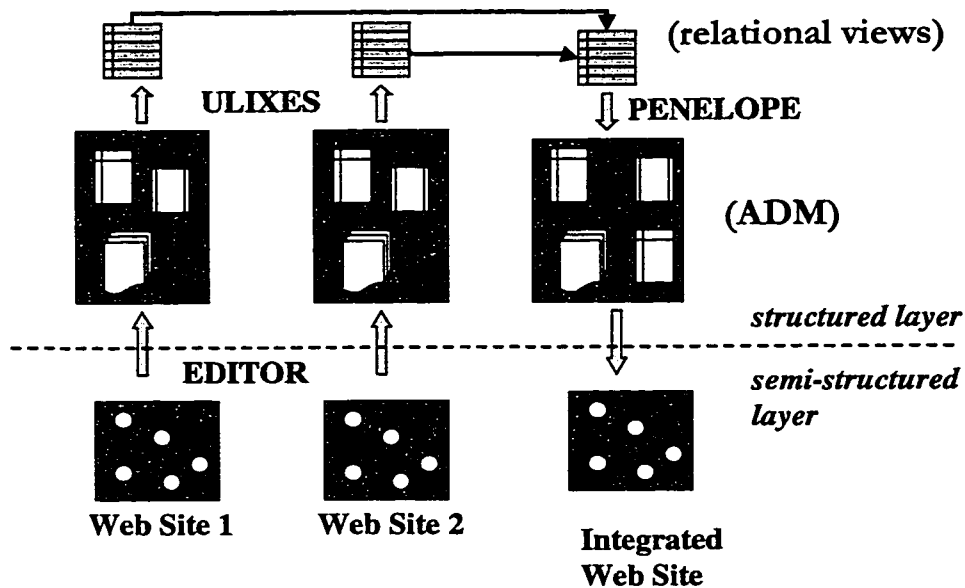 (relational views)
ULIXES
PENELOPE
(ADM)
structured layer
EDITOR
semi-structured
layer
Web Site 1
Web Site 2
Integrated
Web Site